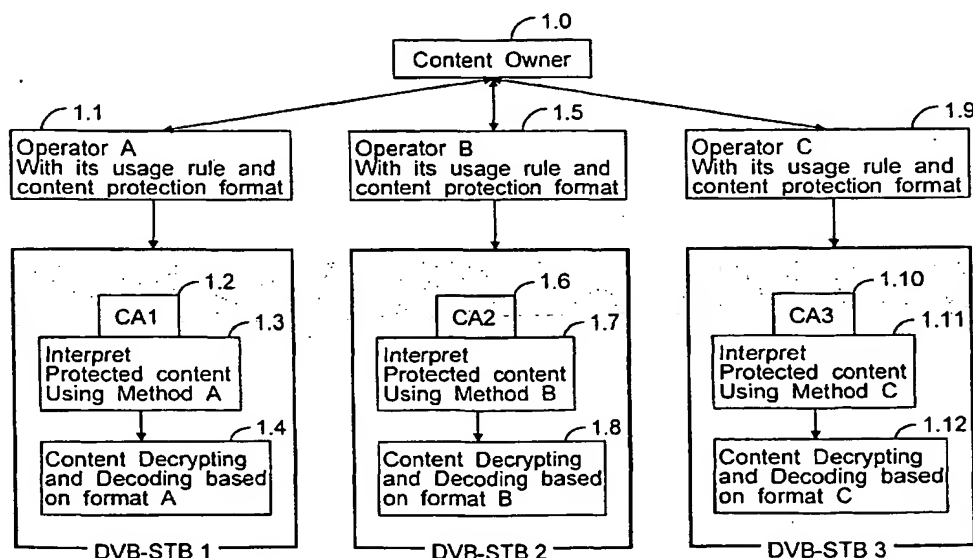 1.0
Content Owner
1.1
Operator A
With its usage rule and
content protection format
1.5
Operator B
With its usage rule and
content protection format
1.9
Operator C
With its usage rule and
content protection format
1.2
CA1
1.3
Interpret
Protected content
Using Method A
1.4
Content Decrypting
and Decoding based
on format A
DVB-STB 1
1.6
CA2
1.7
Interpret
Protected content
Using Method B
1.8
Content Decrypting
and Decoding based
on format B
DVB-STB 2
1.10
CA3
1.11
Interpret
Protected content
Using Method C
1.12
Content Decrypting
and Decoding based
on format C
DVB-STB 3